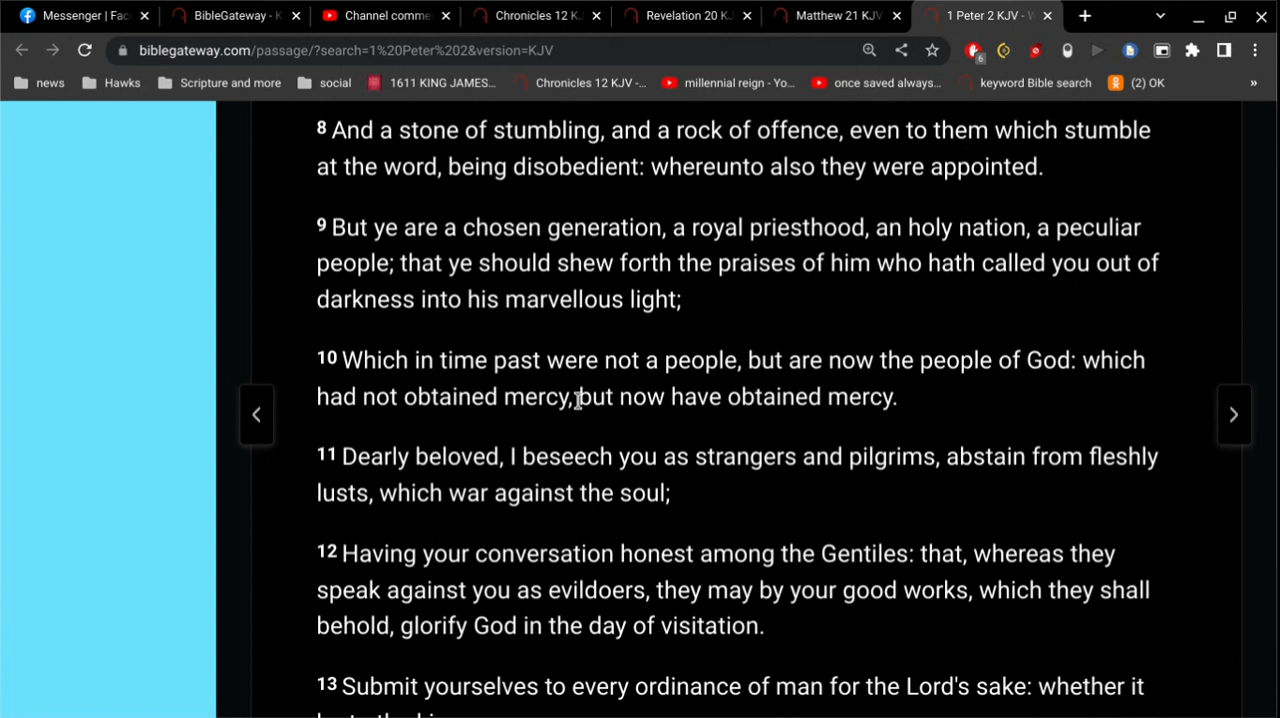 Messenger | Fac
BibleGateway - K
Channel comme
Chronicles 12 KJ
Revelation 20 KJ
Matthew 21 KJV
1 Peter 2 KJV -
biblegateway.com/passage/?search=1%20Peter%202&version=KJV
6
news
Hawks
Scripture and more
social
1611 KING JAMES...
Chronicles 12 KJV -...
millennial reign - Yo...
once saved always...
keyword Bible search
(2) OK
»
8 And a stone of stumbling, and a rock of offence, even to them which stumble
at the word, being disobedient: whereunto also they were appointed.
9 But ye are a chosen generation, a royal priesthood, an holy nation, a peculiar
people; that ye should shew forth the praises of him who hath called you out of
darkness into his marvellous light;
10 Which in time past were not a people, but are now the people of God: which
had not obtained mercy, but now have obtained mercy.
11 Dearly beloved, I beseech you as strangers and pilgrims, abstain from fleshly
lusts, which war against the soul;
12 Having your conversation honest among the Gentiles: that, whereas they
speak against you as evildoers, they may by your good works, which they shall
behold, glorify God in the day of visitation.
13 Submit yourselves to every ordinance of man for the Lord's sake: whether it